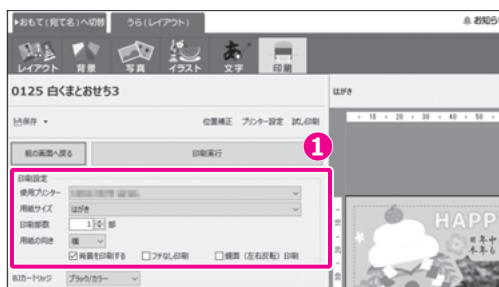 ▸おもて(宛て名)へ切替 うら(レイアウト) お知ら
レイアウト 背景 写真 イラスト 文字 印刷
0125 白くまとおせち3 はがき
保存 ▾ 位置補正 プリンター設定 試し印刷
10 20 30 40 50
前の画面へ戻る 印刷実行
1
印刷設定
使用プリンター
用紙サイズ はがき
印刷部数 1 部
HAPP
用紙の向き 横
背景を印刷する フチなし印刷 鏡面(左右反転)印刷
カートリッジ ブラック/カラー